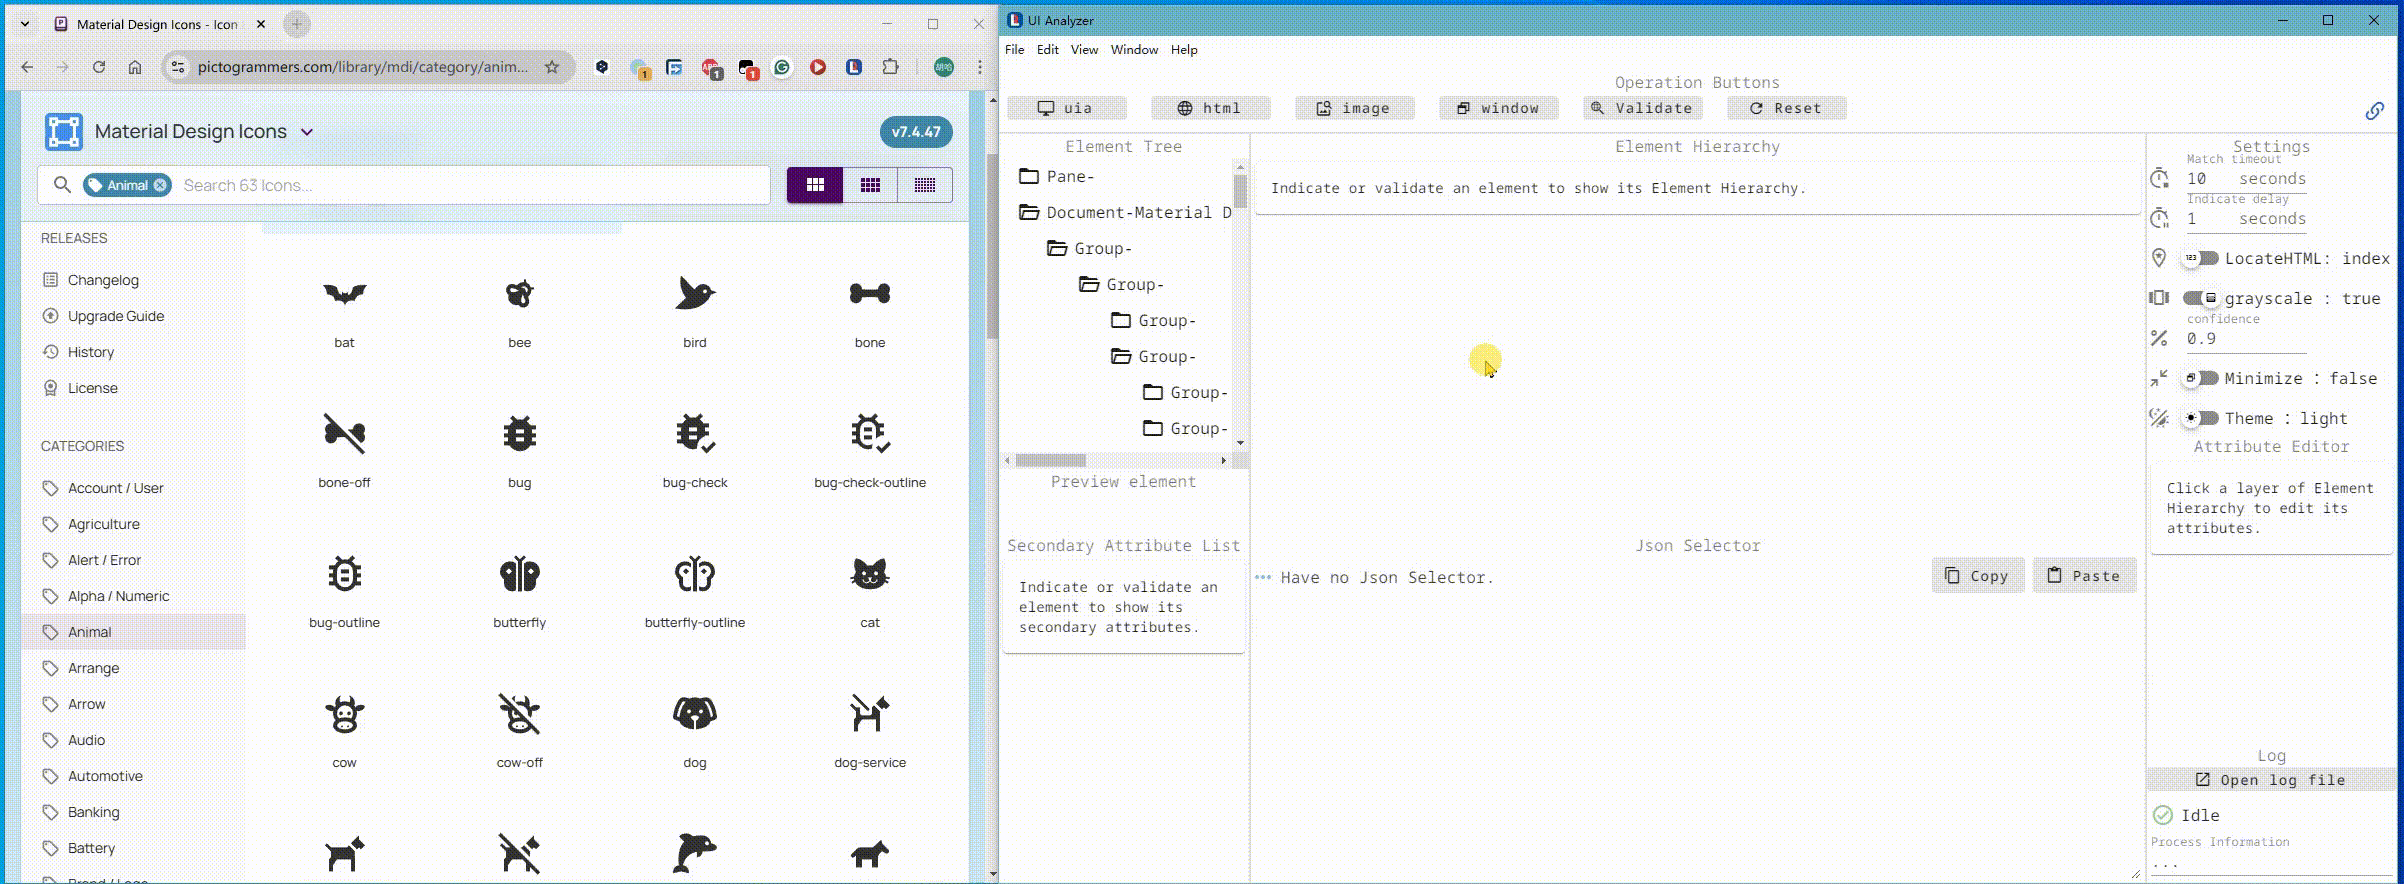 Material Design Icons - Icon
pictogrammers.com/library/mdi/category/anim...
1
1
1
Material Design Icons
v7.4.47
Animal
Search 63 Icons...
RELEASES
Changelog
Upgrade Guide
History
License
CATEGORIES
Account / User
Agriculture
Alert / Error
Alpha / Numeric
Animal
Arrange
Arrow
Audio
Automotive
Banking
Battery
bat
bee
bird
bone
bone-off
bug
bug-check
bug-check-outline
bug-outline
butterfly
butterfly-outline
cat
cow
cow-off
dog
dog-service
UI Analyzer
File Edit View Window Help
Operation Buttons
uia
html
image
window
Validate
Reset
Element Tree
Pane-
Document-Material D
Group-
Group-
Group-
Group-
Group-
Group-
Preview element
Secondary Attribute List
Indicate or validate an
element to show its
secondary attributes.
Element Hierarchy
Indicate or validate an element to show its Element Hierarchy.
Json Selector
Have no Json Selector.
Copy
Paste
Settings
Match timeout
10 seconds
Indicate delay
1 seconds
123 LocateHTML: index
grayscale : true
confidence
0.9
Minimize : false
Theme : light
Attribute Editor
Click a layer of Element
Hierarchy to edit its
attributes.
Log
Open log file
Idle
Process Information
...